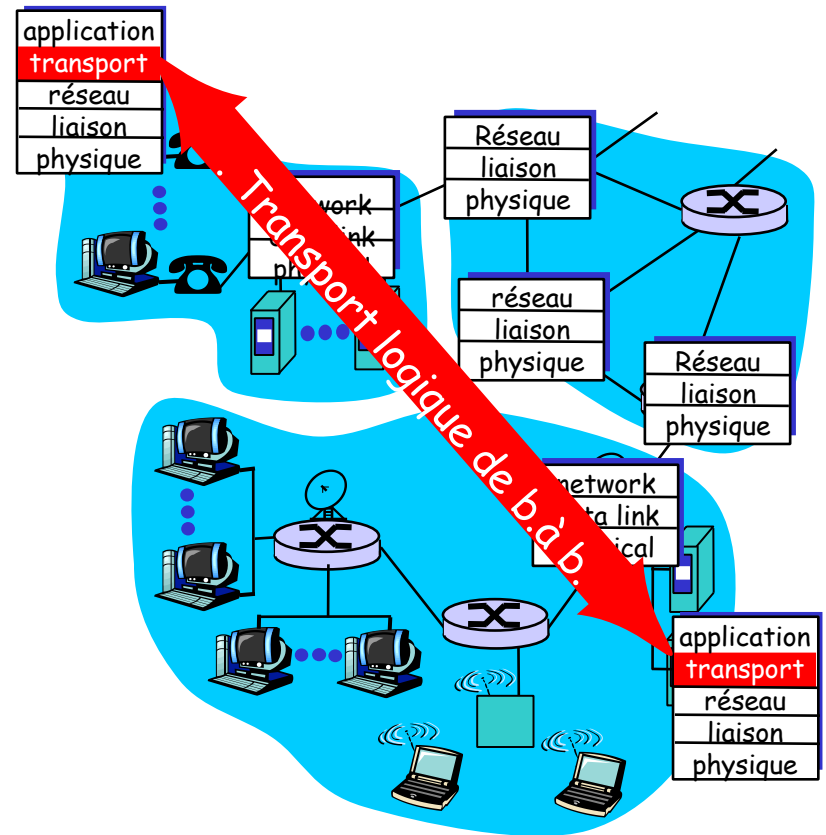 application
transport
réseau
liaison
physique
Réseau
liaison
physique
Transport logique de b.à b.
réseau
liaison
physique
Réseau
liaison
physique
network
link
application
transport
réseau
liaison
physique